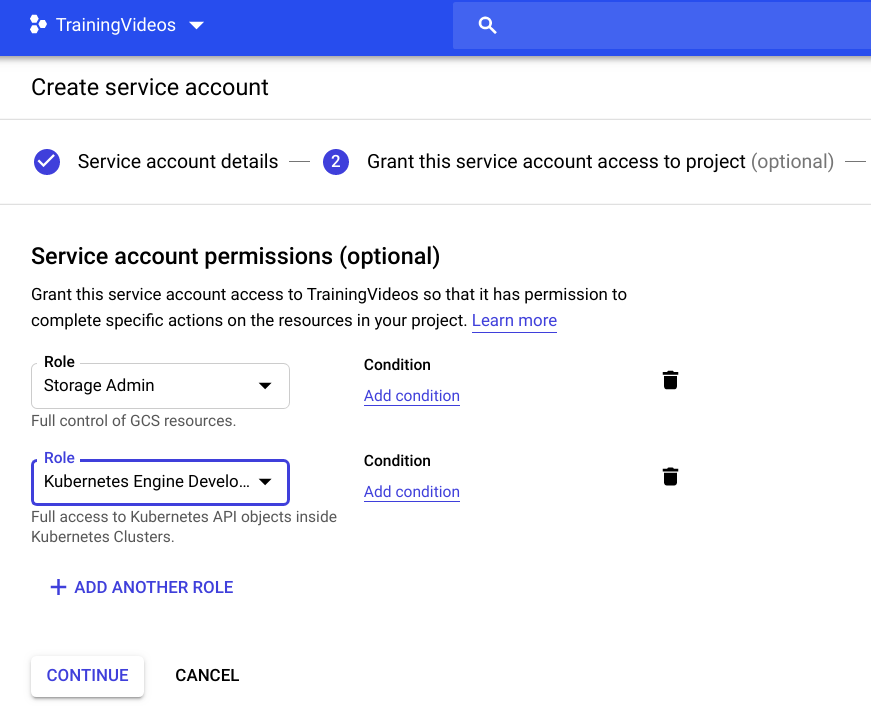 TrainingVideos
Create service account
Service account details
2 Grant this service account access to project (optional)
Service account permissions (optional)
Grant this service account access to TrainingVideos so that it has permission to
complete specific actions on the resources in your project. Learn more
Role
Storage Admin
Full control of GCS resources.
Condition
Add condition
Role
Kubernetes Engine Develo...
Full access to Kubernetes API objects inside
Kubernetes Clusters.
Condition
Add condition
ADD ANOTHER ROLE
CONTINUE
CANCEL